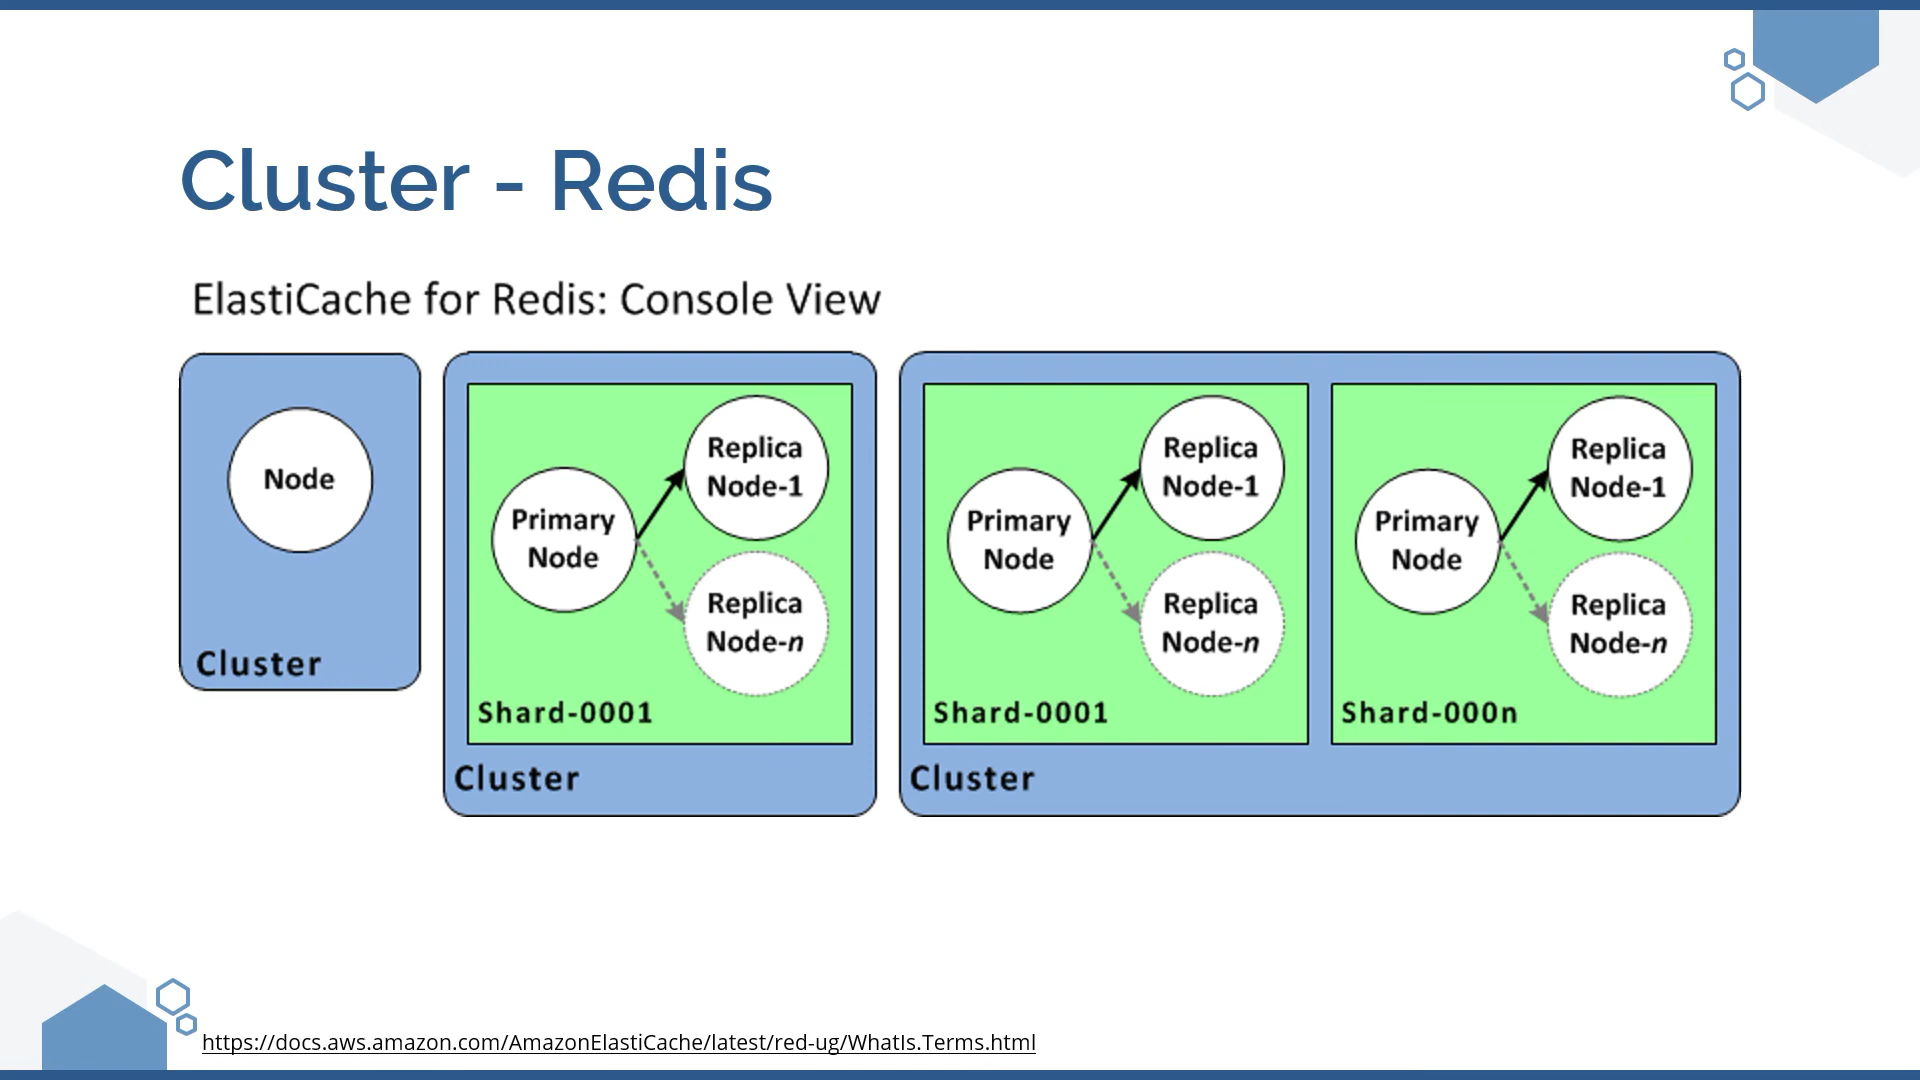 Cluster - Redis
ElastiCache for Redis: Console View
Node
Cluster
Primary
Node
Replica
Node-1
Replica
Node-n
Shard-0001
Cluster
Primary
Node
Replica
Node-1
Replica
Node-n
Shard-0001
Primary
Node
Replica
Node-1
Replica
Node-n
Shard-000n
Cluster
https://docs.aws.amazon.com/AmazonElastiCache/latest/red-ug/WhatIs.Terms.html